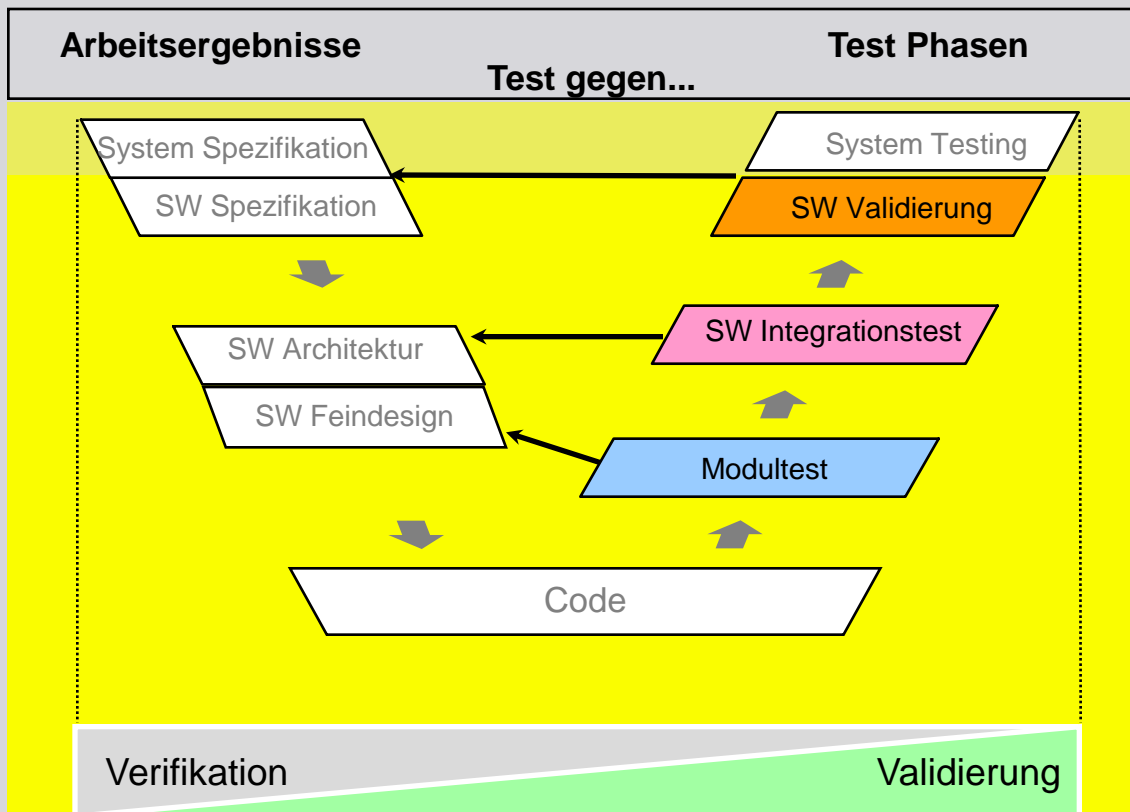 Arbeitsergebnisse
Test Phasen
Test gegen...
System Spezifikation
System Testing
SW Spezifikation
SW Validierung
SW Architektur
SW Integrationstest
SW Feindesign
Modultest
Code
Verifikation
Validierung